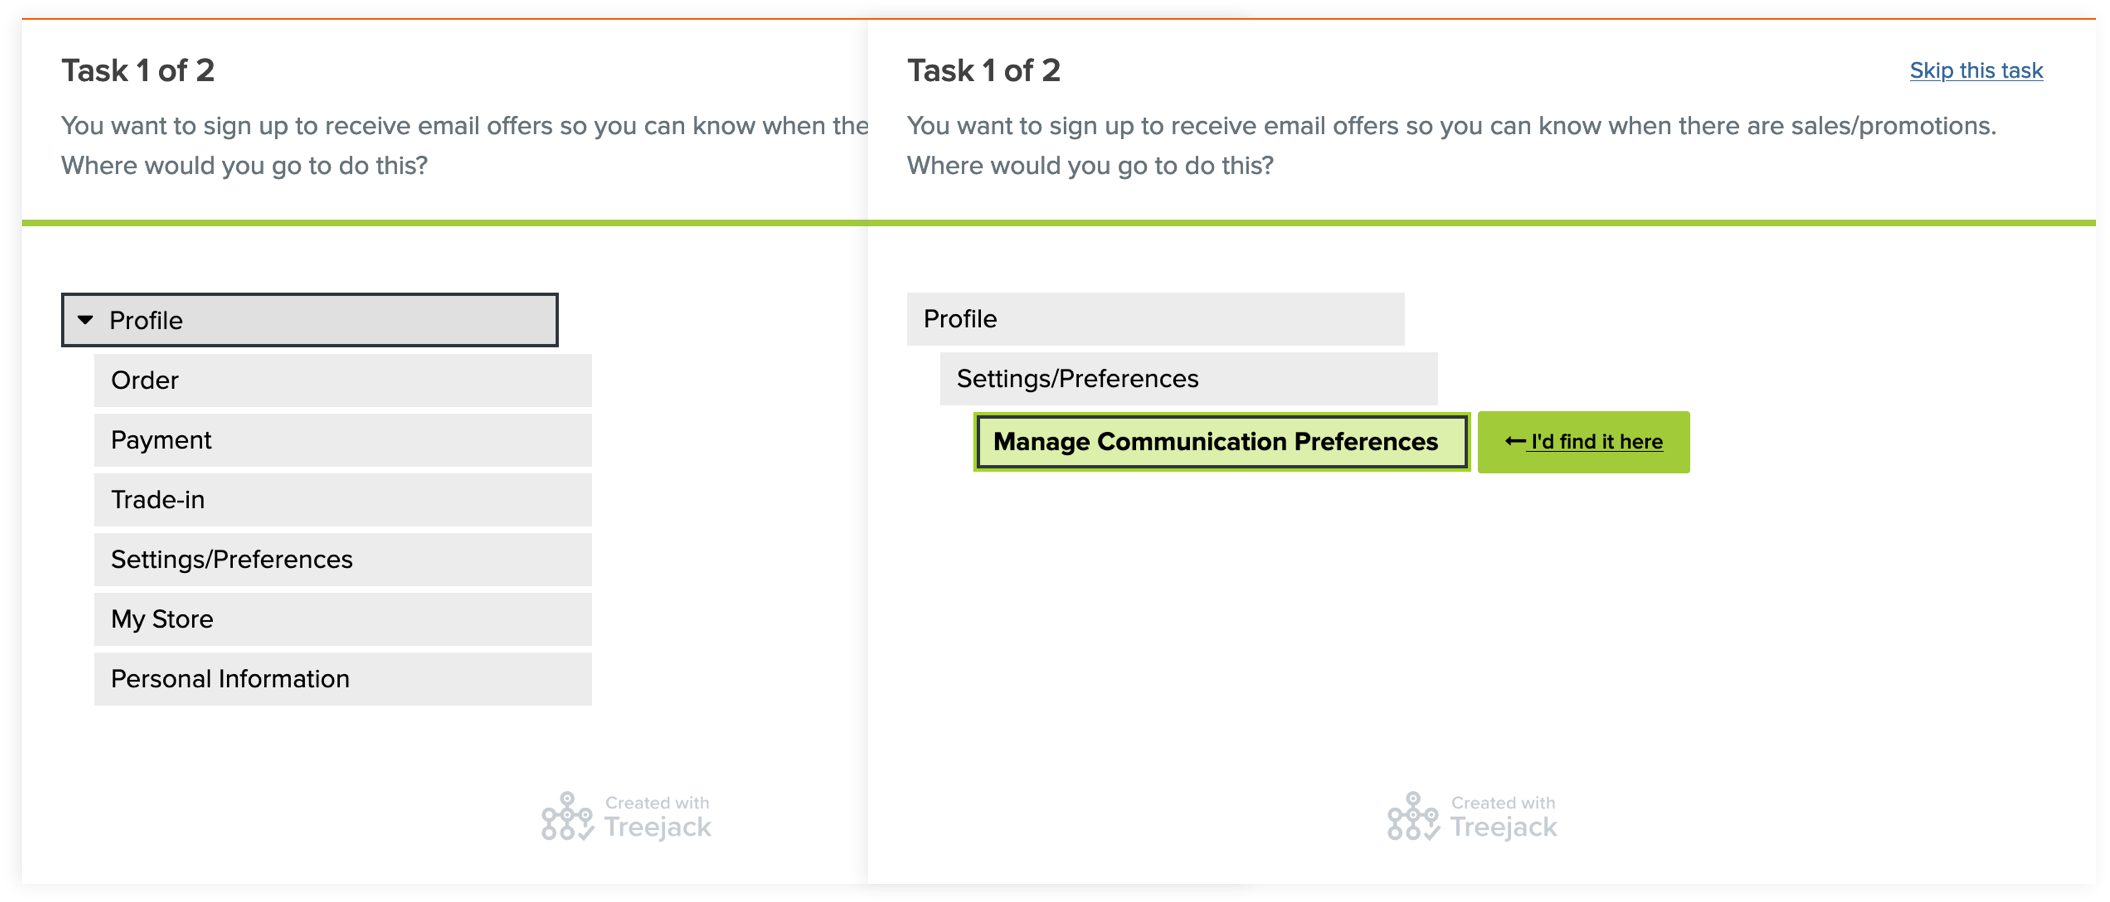 Task 1 of 2
You want to sign up to receive email offers so you can know when the
Where would you go to do this?
Profile
Order
Payment
Trade-in
Settings/Preferences
My Store
Personal Information
Created with
Treejack
Task 1 of 2
Skip this task
You want to sign up to receive email offers so you can know when there are sales/promotions.
Where would you go to do this?
Profile
Settings/Preferences
Manage Communication Preferences
← I'd find it here
Created with
Treejack